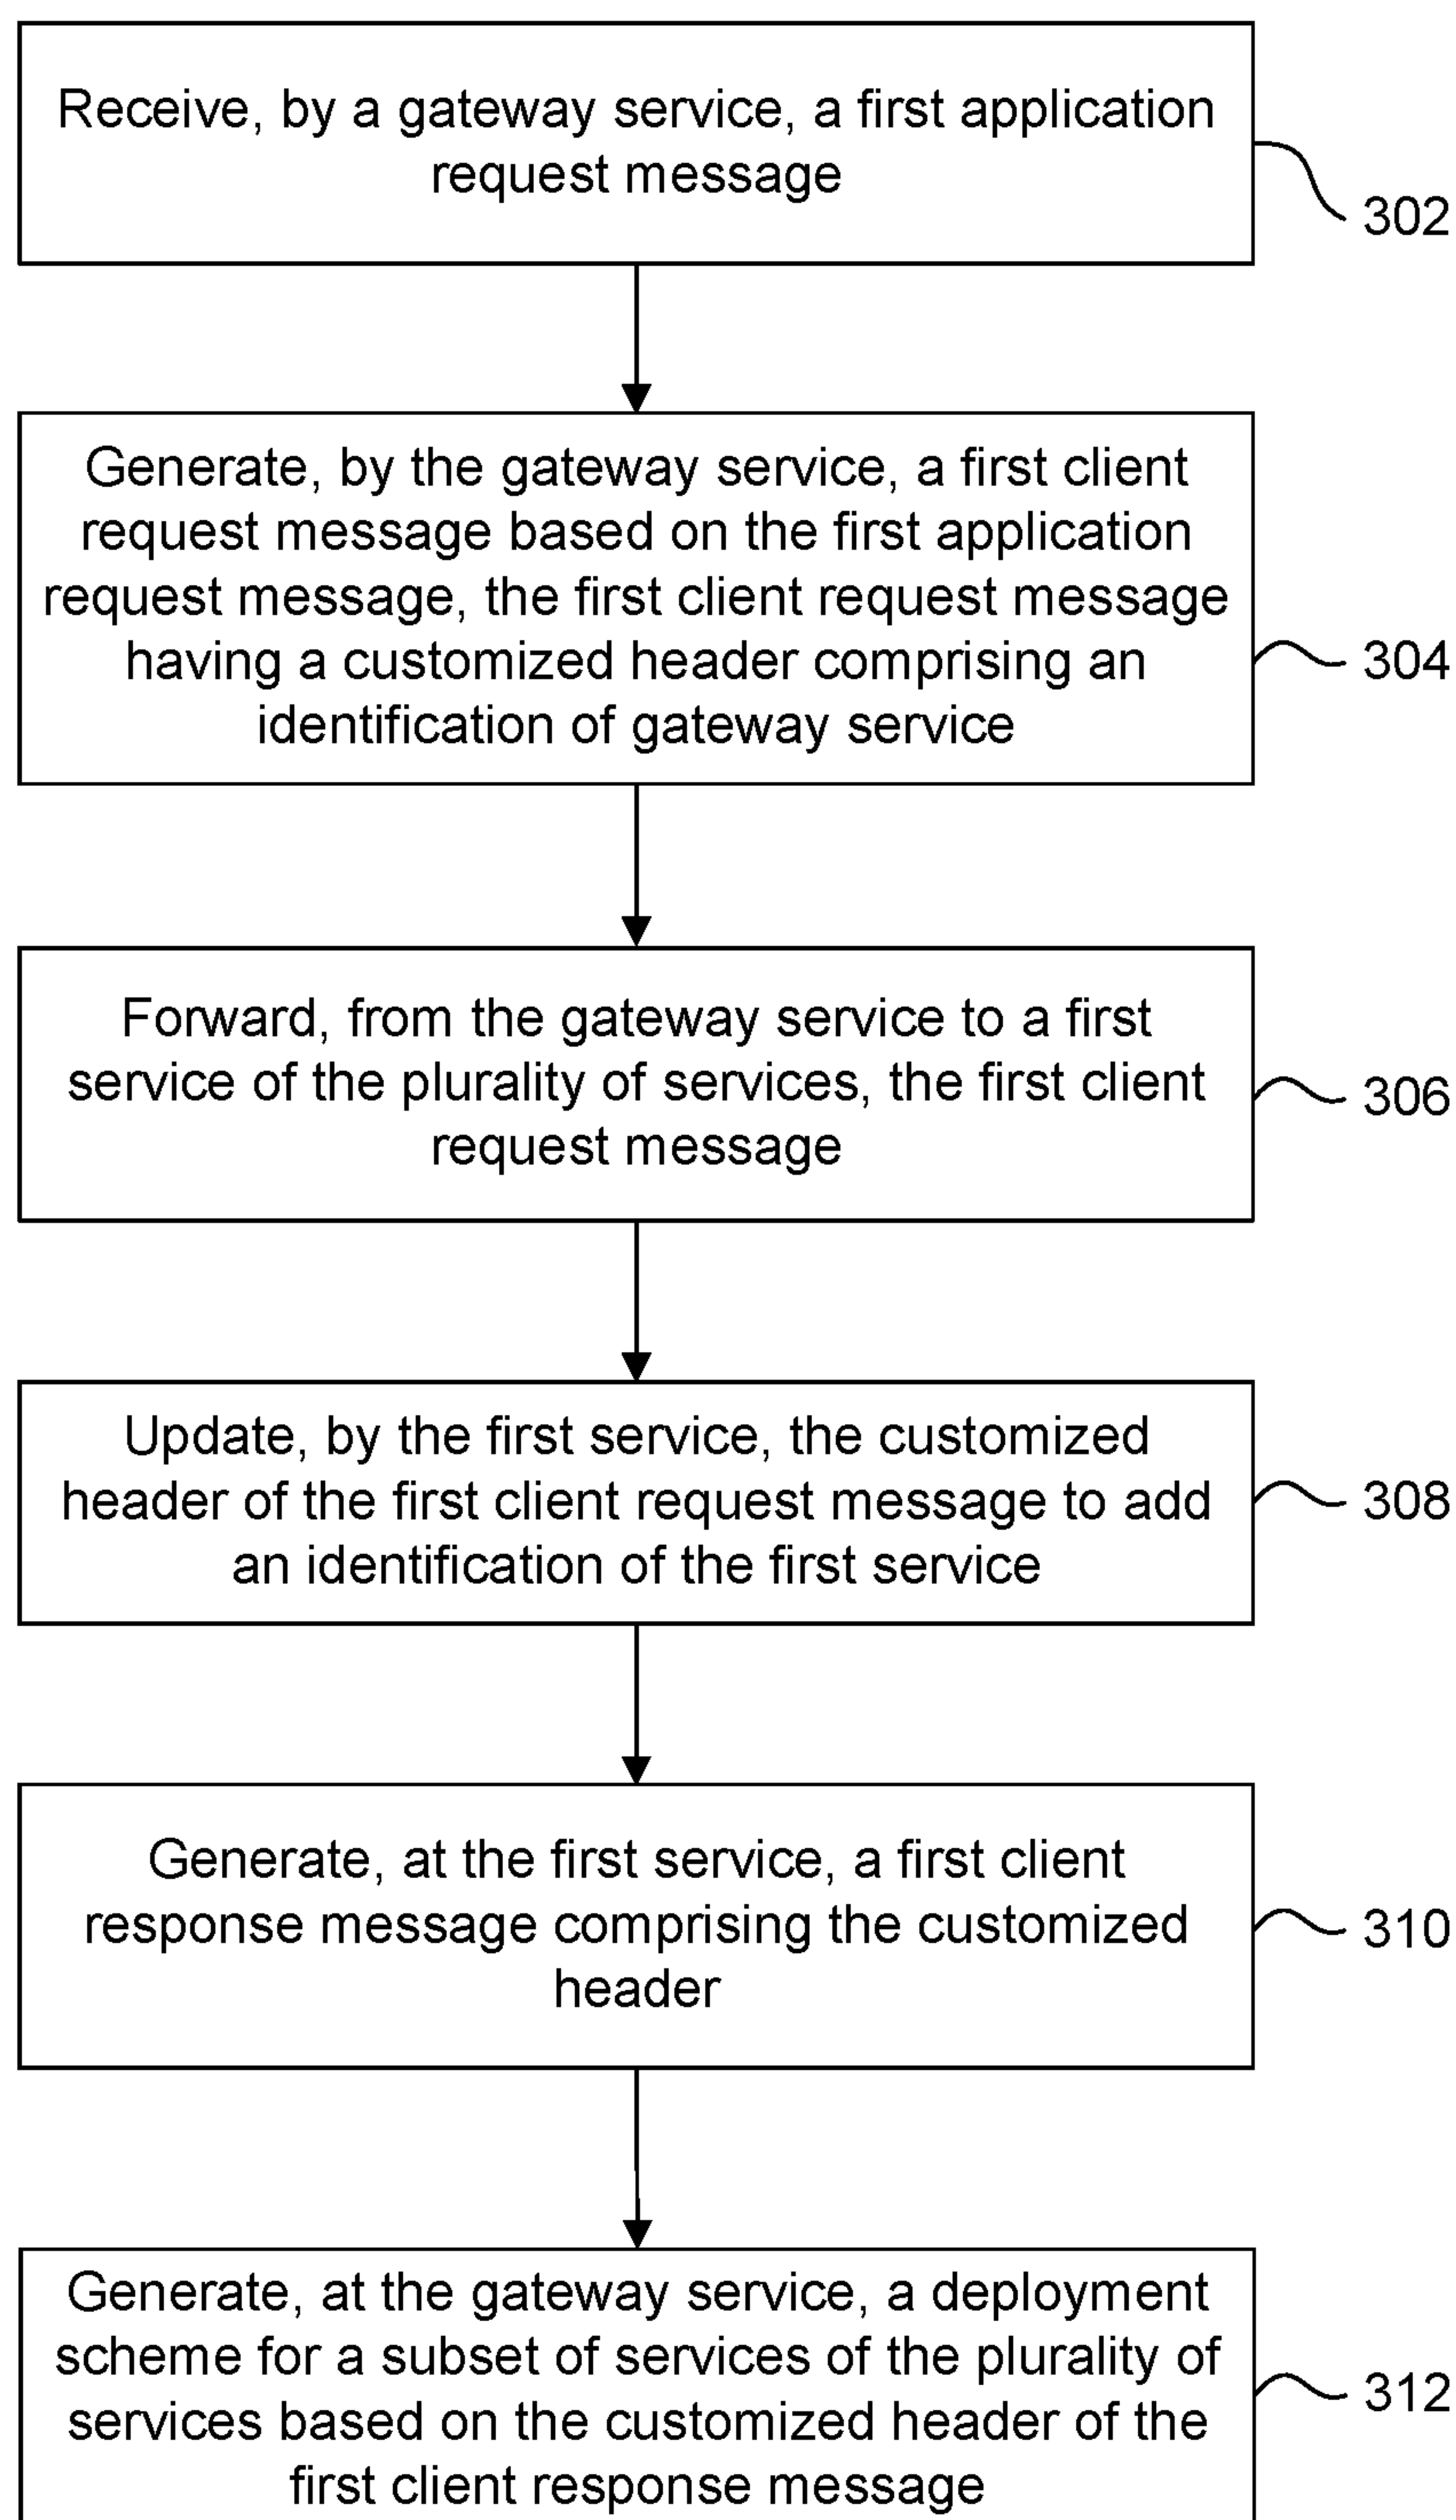 Receive, by a gateway service, a first application
request message
302
Generate, by the gateway service, a first client
request message based on the first application
request message, the first client request message
having a customized header comprising an
identification of gateway service
304
Forward, from the gateway service to a first
service of the plurality of services, the first client
request message
306
Update, by the first service, the customized
header of the first client request message to add
an identification of the first service
308
Generate, at the first service, a first client
response message comprising the customized
header
310
Generate, at the gateway service, a deployment
scheme for a subset of services of the plurality of
services based on the customized header of the
first client response message
312